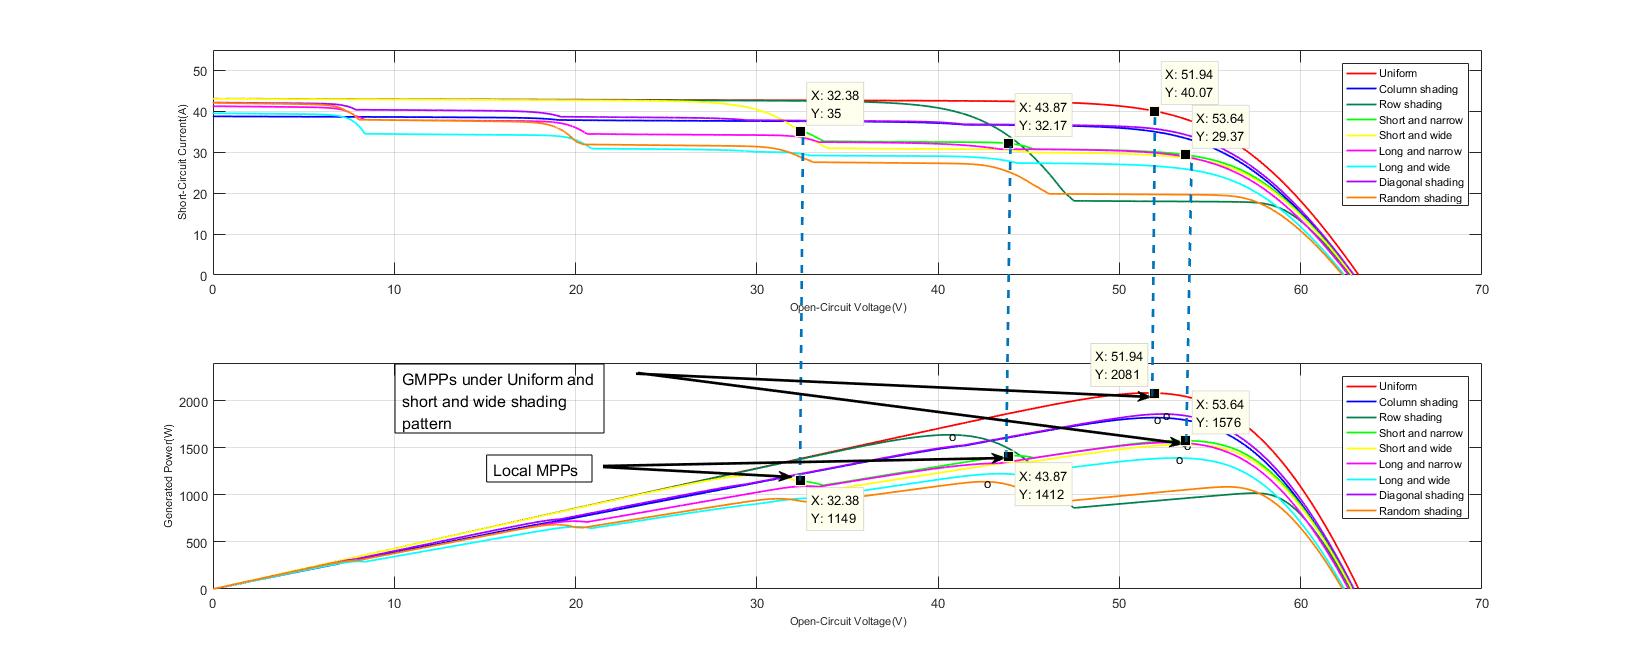 50
40
30
20
10
0
Short-Circuit Current(A)
X: 32.38
Y: 35
X: 43.87
Y: 32.17
X: 51.94
Y: 40.07
X: 53.64
Y: 29.37
Uniform
Column shading
Row shading
Short and narrow
Short and wide
Long and narrow
Long and wide
Diagonal shading
Random shading
0 10 20 30 40 50 60 70
Open-Circuit Voltage(V)
2000
1500
1000
500
0
Generated Power(W)
GMPPs under Uniform and
short and wide shading
pattern
Local MPPs
X: 51.94
Y: 2081
X: 53.64
Y: 1576
X: 32.38
Y: 1149
X: 43.87
Y: 1412
Uniform
Column shading
Row shading
Short and narrow
Short and wide
Long and narrow
Long and wide
Diagonal shading
Random shading
0 10 20 30 40 50 60 70
Open-Circuit Voltage(V)